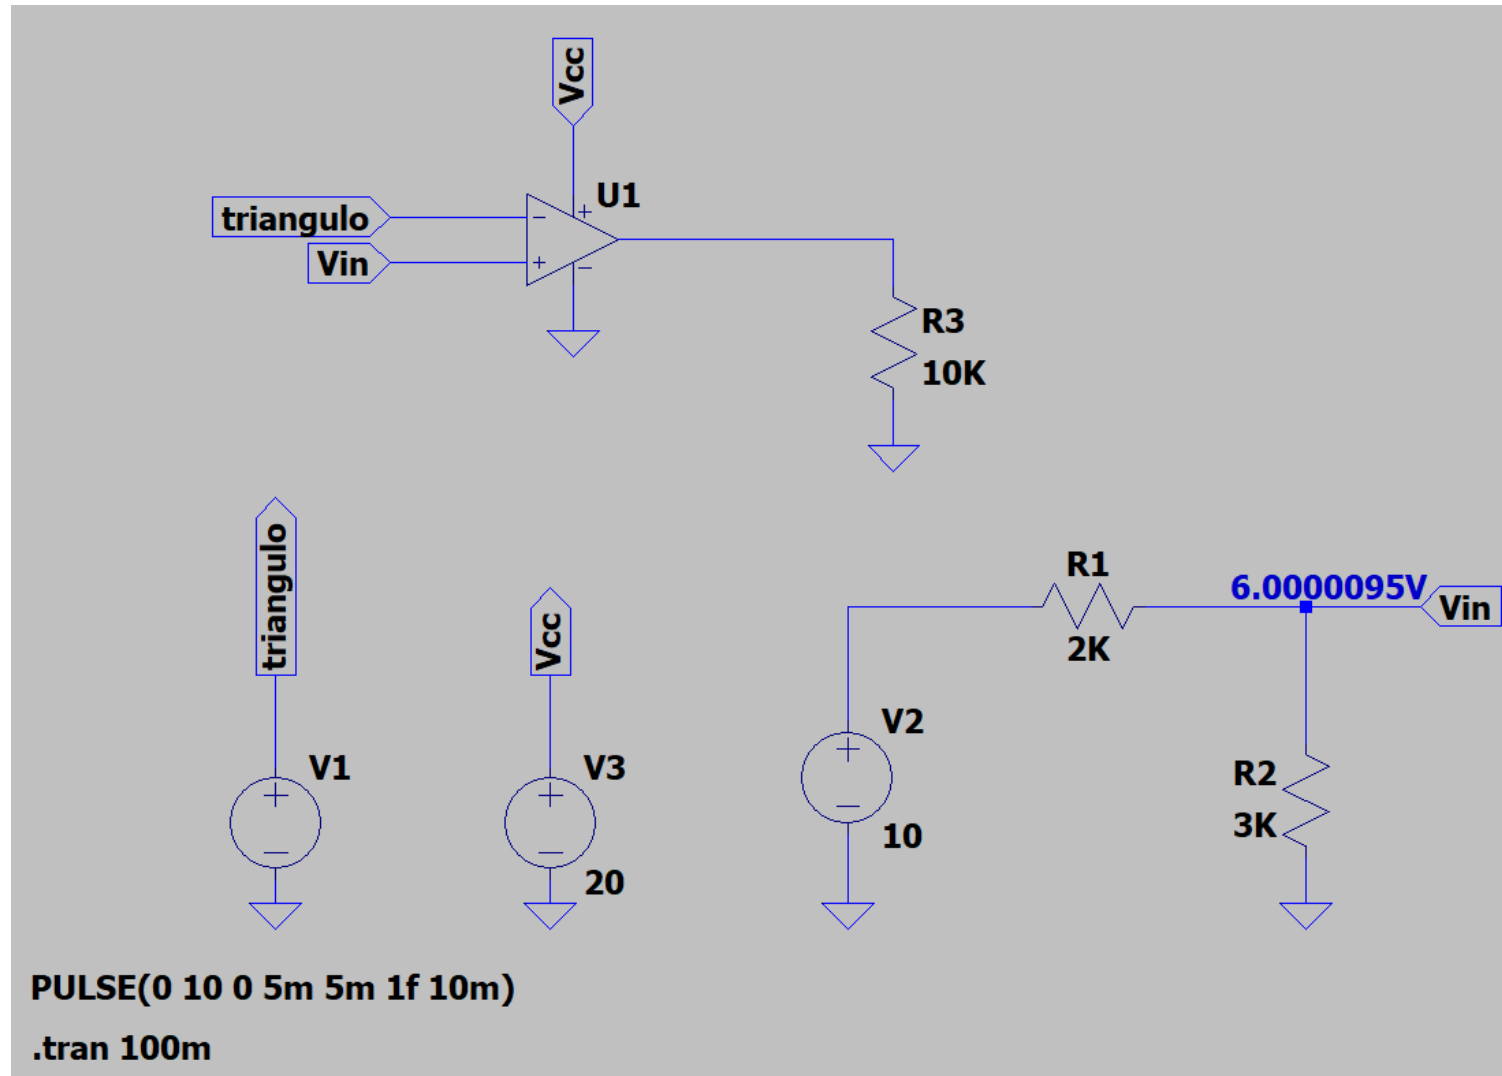 Vcc
U1
triangulo
Vin
R3
10K
triangulo
Vcc
R1
2K
6.0000095V
Vin
V1
V3
20
V2
10
R2
3K
PULSE(0 10 0 5m 5m 1f 10m)
.tran 100m